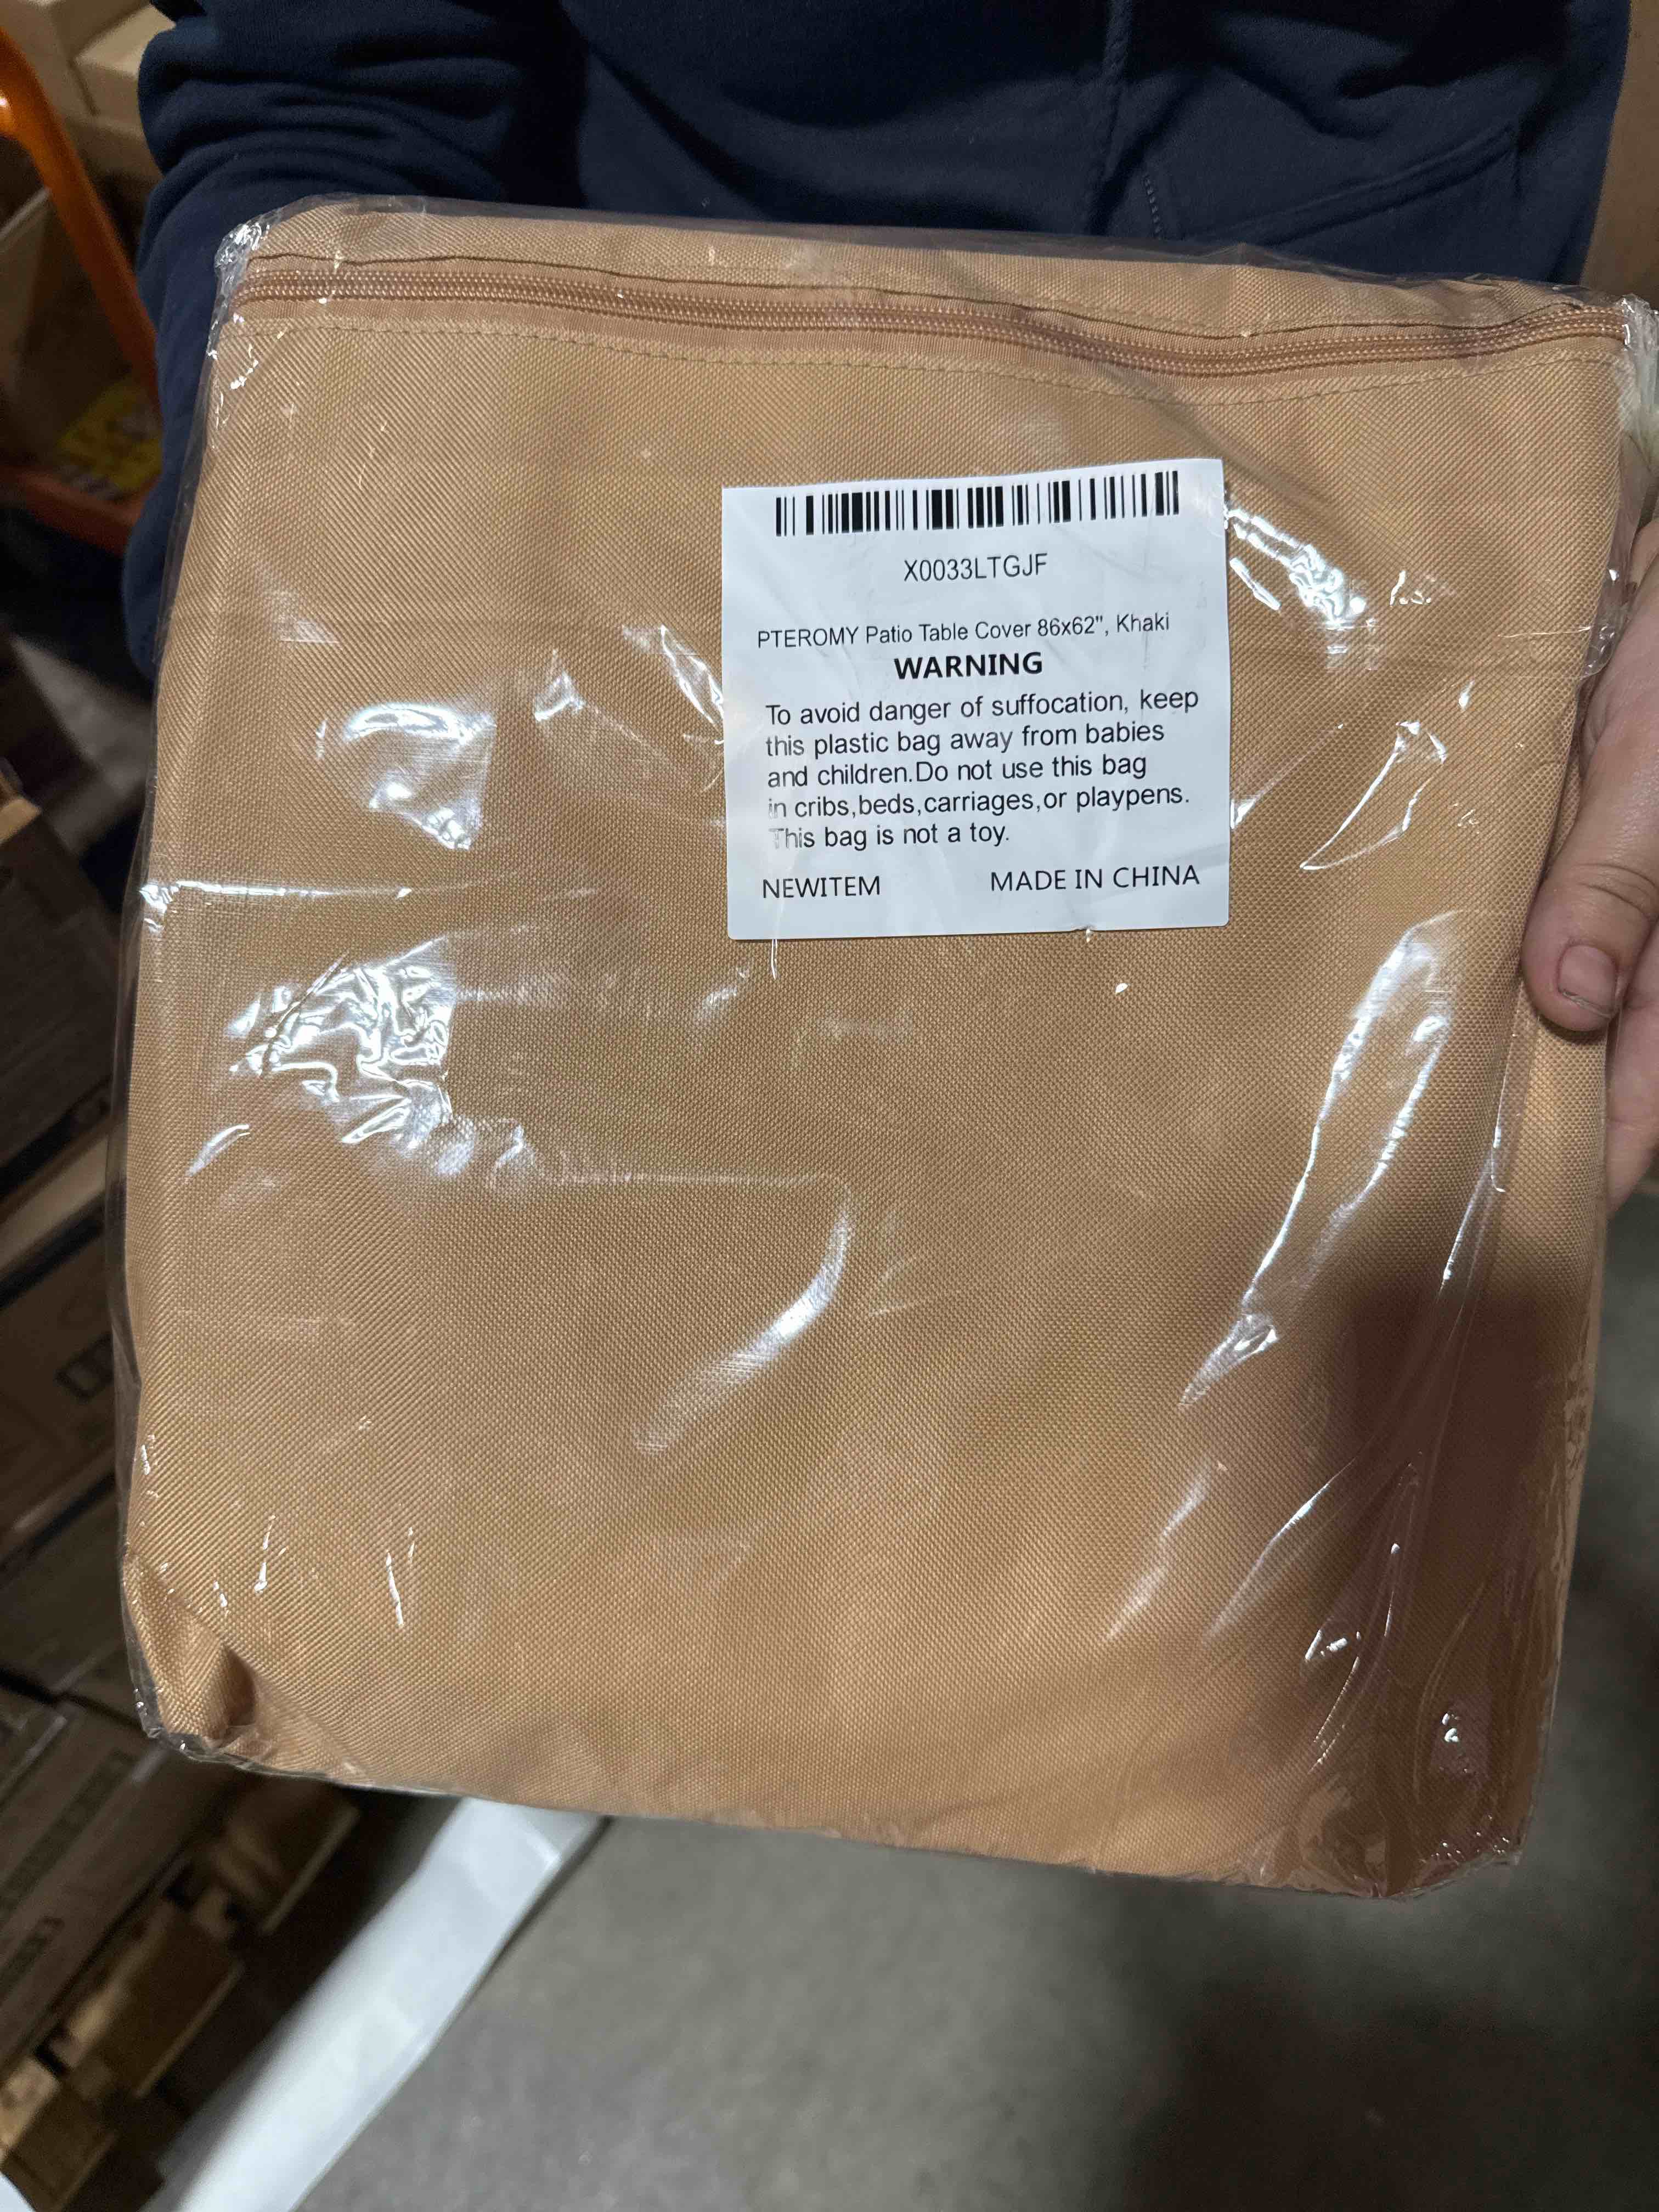 X0033LTGJF
PTEROMY Patio Table Cover 86x62", Khaki
WARNING
To avoid danger of suffocation, keep
this plastic bag away from babies
and children.Do not use this bag
in cribs,beds,carriages,or playpens.
This bag is not a toy.
NEWITEM MADE IN CHINA